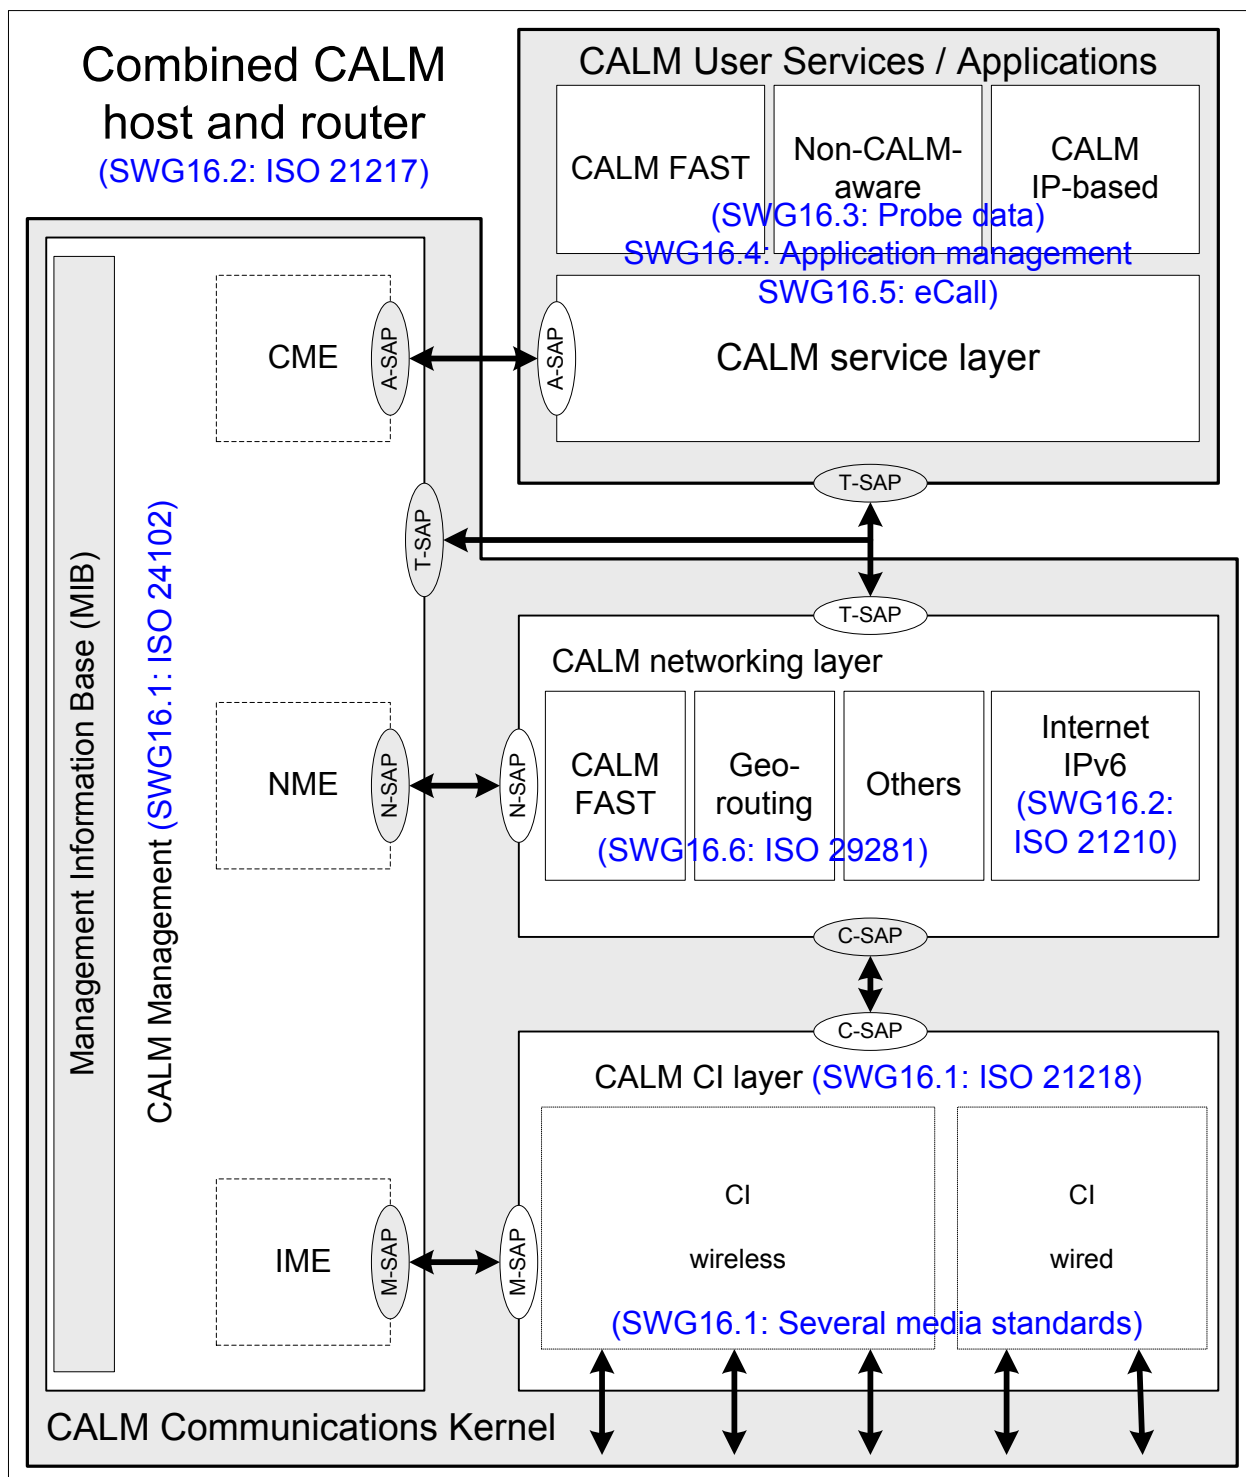 Combined CALM
host and router
(SWG16.2: ISO 21217)
CALM User Services / Applications
CALM FAST
Non-CALM-
aware
CALM
IP-based
(SWG16.3: Probe data)
SWG16.4: Application management
SWG16.5: eCall)
CALM service layer
A-SAP
A-SAP
CME
T-SAP
T-SAP
T-SAP
Management Information Base (MIB)
CALM Management (SWG16.1: ISO 24102)
CALM networking layer
CALM
FAST
Geo-
routing
Others
Internet
IPv6
(SWG16.2:
ISO 21210)
(SWG16.6: ISO 29281)
NME
N-SAP
N-SAP
C-SAP
C-SAP
CALM CI layer (SWG16.1: ISO 21218)
CI
wireless
CI
wired
(SWG16.1: Several media standards)
IME
M-SAP
M-SAP
CALM Communications Kernel